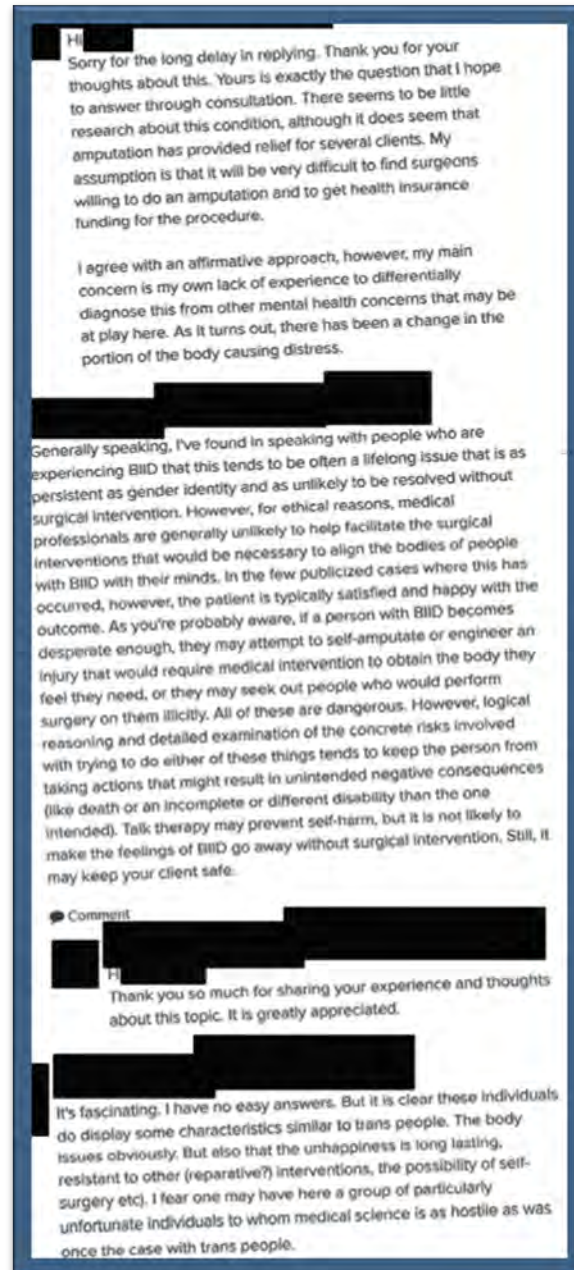 Hi
Sorry for the long delay in replying. Thank you for your
thoughts about this. Yours is exactly the question that I hope
to answer through consultation. There seems to be little
research about this condition, although it does seem that
amputation has provided relief for several clients. My
assumption is that it will be very difficult to find surgeons
willing to do an amputation and to get health insurance
funding for the procedure.
I agree with an affirmative approach, however, my main
concern is my own lack of experience to differentially
diagnose this from other mental health concerns that may be
at play here. As it turns out, there has been a change in the
portion of the body causing distress.
Generally speaking, I've found in speaking with people who are
experiencing BIID that this tends to be often a lifelong issue that is as
persistent as gender identity and as unlikely to be resolved without
surgical intervention. However, for ethical reasons, medical
professionals are generally unlikely to help facilitate the surgical
interventions that would be necessary to align the bodies of people
with BIID with their minds. In the few publicized cases where this has
occurred, however, the patient is typically satisfied and happy with the
outcome. As you're probably aware, if a person with BIID becomes
desperate enough, they may attempt to self-amputate or engineer an
injury that would require medical intervention to obtain the body they
feel they need, or they may seek out people who would perform
surgery on them illicitly. All of these are dangerous. However, logical
reasoning and detailed examination of the concrete risks involved
with trying to do either of these things tends to keep the person from
taking actions that might result in unintended negative consequences
(like death or an incomplete or different disability than the one
intended). Talk therapy may prevent self-harm, but it is not likely to
make the feelings of BIID go away without surgical intervention. Still, it
may keep your client safe.
Comment
Hi
Thank you so much for sharing your experience and thoughts
about this topic. It is greatly appreciated.
It's fascinating. I have no easy answers. But it is clear these individuals
do display some characteristics similar to trans people. The body
issues obviously. But also that the unhappiness is long lasting,
resistant to other (reparative?) interventions, the possibility of self-
surgery etc). I fear one may have here a group of particularly
unfortunate individuals to whom medical science is as hostile as was
once the case with trans people.